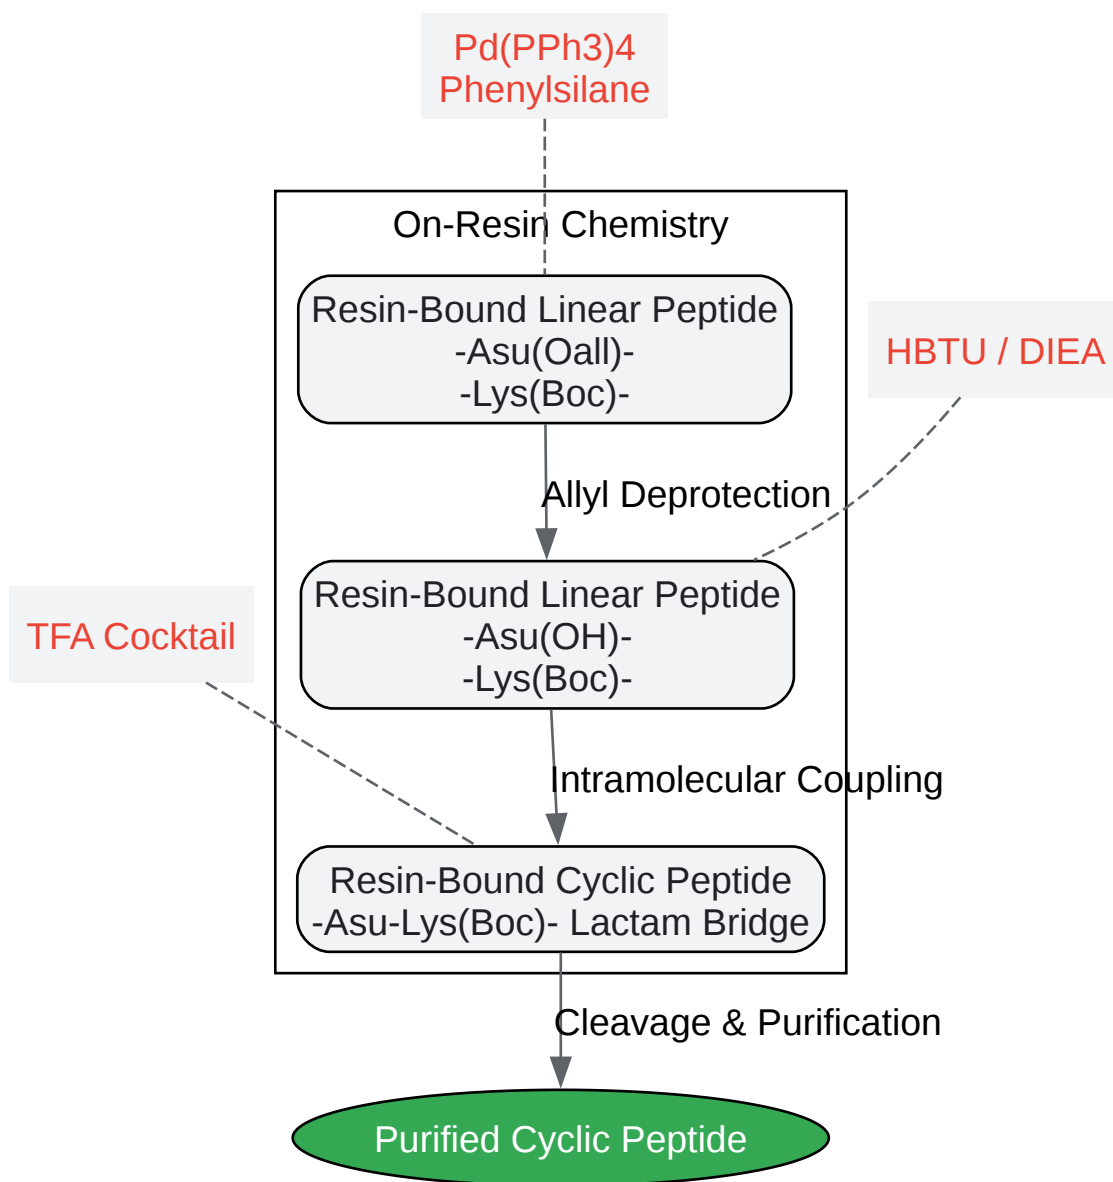 Pd(PPh3)4
Phenylsilane
On-Resin Chemistry
Resin-Bound Linear Peptide
-Asu(Oall)-
-Lys(Boc)-
HBTU / DIEA
Allyl Deprotection
Resin-Bound Linear Peptide
-Asu(OH)-
-Lys(Boc)-
TFA Cocktail
Intramolecular Coupling
Resin-Bound Cyclic Peptide
-Asu-Lys(Boc)- Lactam Bridge
Cleavage & Purification
Purified Cyclic Peptide